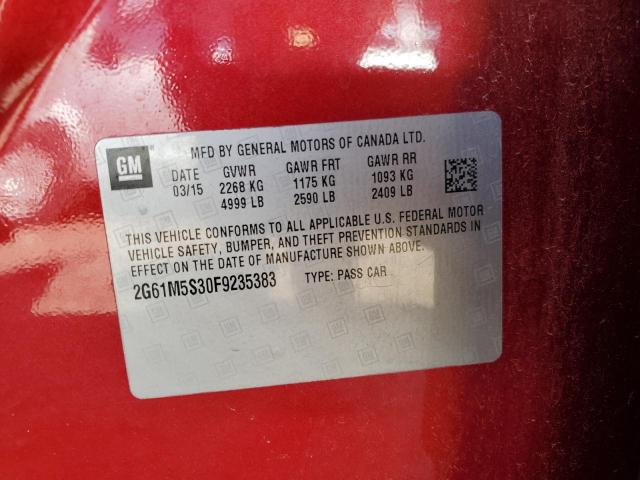 MFD BY GENERAL MOTORS OF CANADA LTD.
GM DATE GVWR GAWR FRT GAWR RR
03/15 2268 KG 1175 KG 1093 KG
4999 LB 2590 LB 2409 LB
THIS VEHICLE CONFORMS TO ALL APPLICABLE U.S. FEDERAL MOTOR
VEHICLE SAFETY, BUMPER, AND THEFT PREVENTION STANDARDS IN
EFFECT ON THE DATE OF MANUFACTURE SHOWN ABOVE.
2G61M5S30F9235383 TYPE: PASS CAR